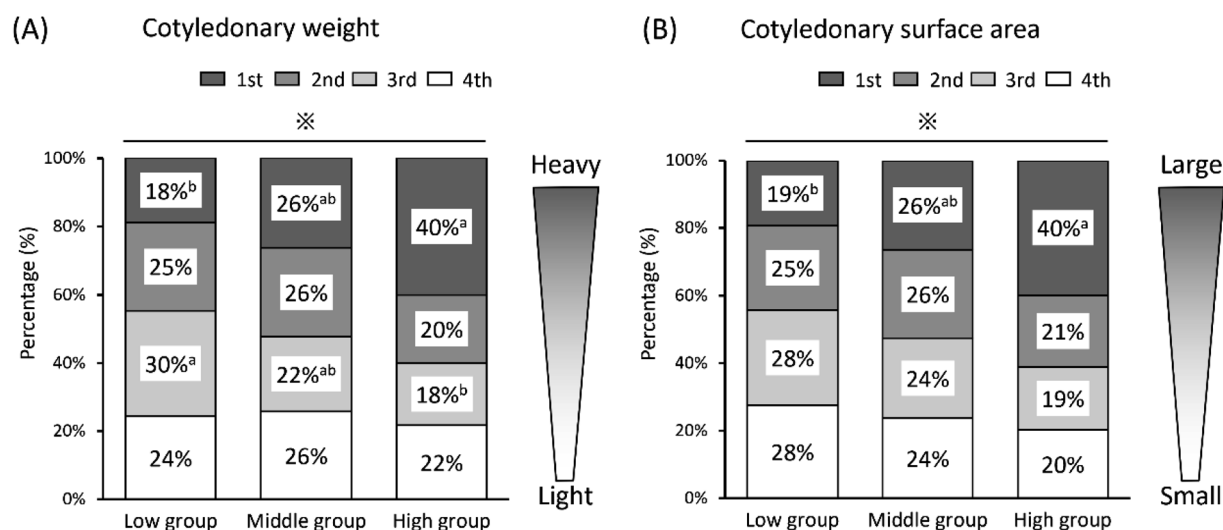 (A) Cotyledonary weight
1st 2nd 3rd 4th
※
100%
80%
60%
40%
20%
0%
Percentage (%)
18%ᵇ
25%
30%ᵃ
24%
26%ᵃᵇ
26%
22%ᵃᵇ
26%
40%ᵃ
20%
18%ᵇ
22%
Low group Middle group High group
Heavy
Light
(B) Cotyledonary surface area
1st 2nd 3rd 4th
※
100%
80%
60%
40%
20%
0%
Percentage (%)
19%ᵇ
25%
28%
28%
26%ᵃᵇ
26%
24%
24%
40%ᵃ
21%
19%
20%
Low group Middle group High group
Large
Small